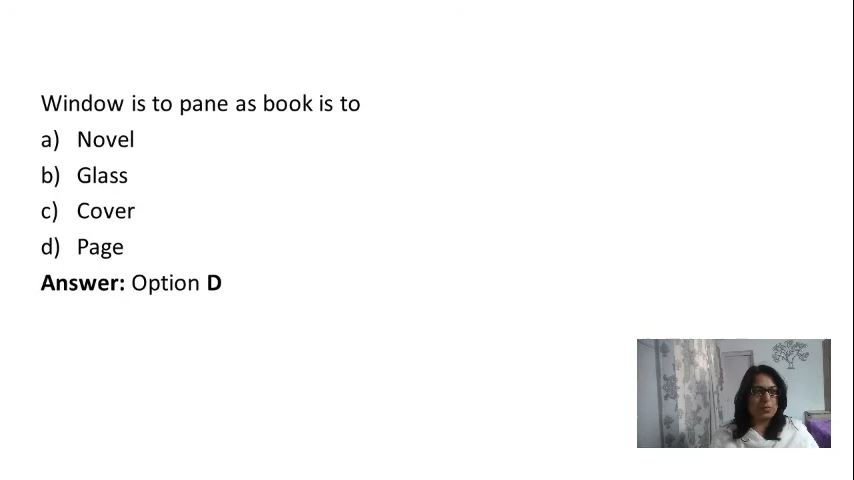 Window is to pane as book is to
a) Novel
b) Glass
c) Cover
d) Page
Answer: Option D